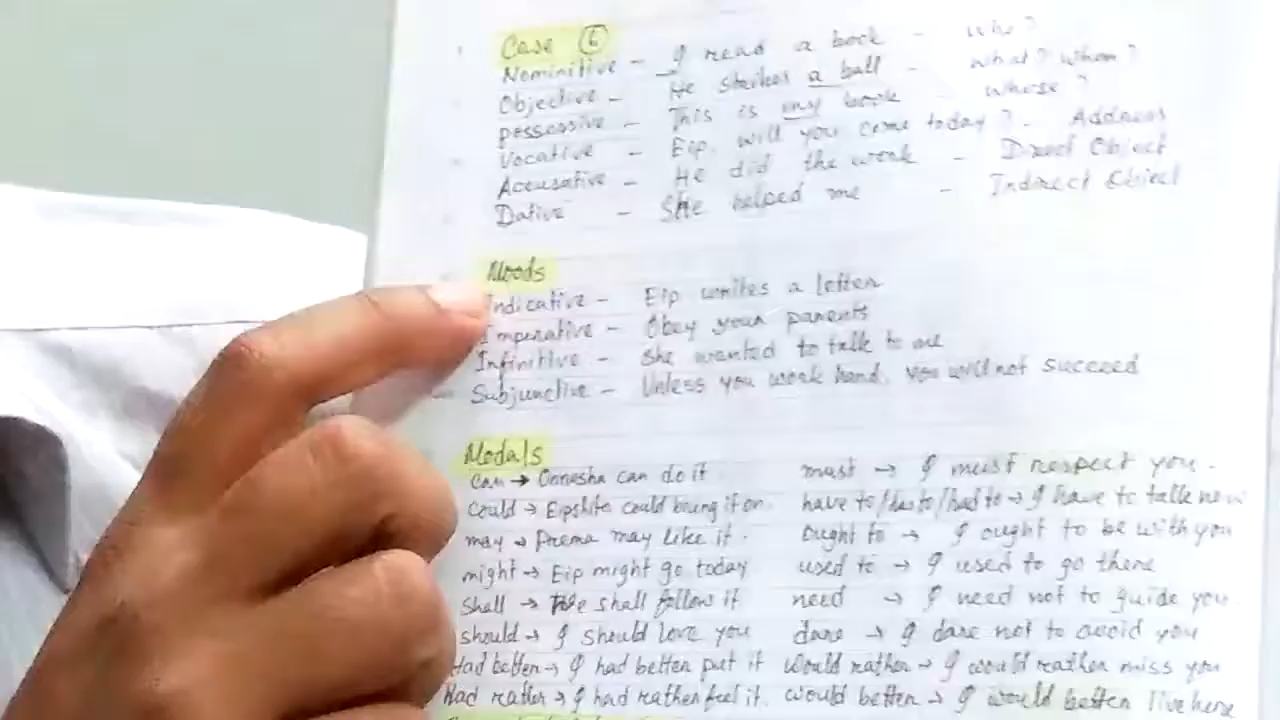 Case ⑥
Nominitive - I read a book - Who?
Objective - He strikes a ball - What? Whom?
possessive - This is my book - whose?
Vocative - Eip, will you come today? - Address
Accusative - He did the work - Direct Object
Dative - She helped me - Indirect Object
Moods
Indicative - Eip writes a letter
Imperative - Obey your parents
Infinitive - She wanted to talk to me
Subjunctive - Unless you work hand, you will not succeed
Modals
can → Onnesha can do it. must → I must respect you.
Could → Eipshita could bring it on. have to/has to/had to → I have to talk now
may → Prema may like it. Ought to → I ought to be with you
might → Eip might go today used to → I used to go there
Shall → We shall follow it need → I need not to guide you.
should → I should love you dare → I dare not to avoid you
Had better → I had better put it Would rather → I would rather miss you
Had rather → I had rather feel it. would better → I would better live here